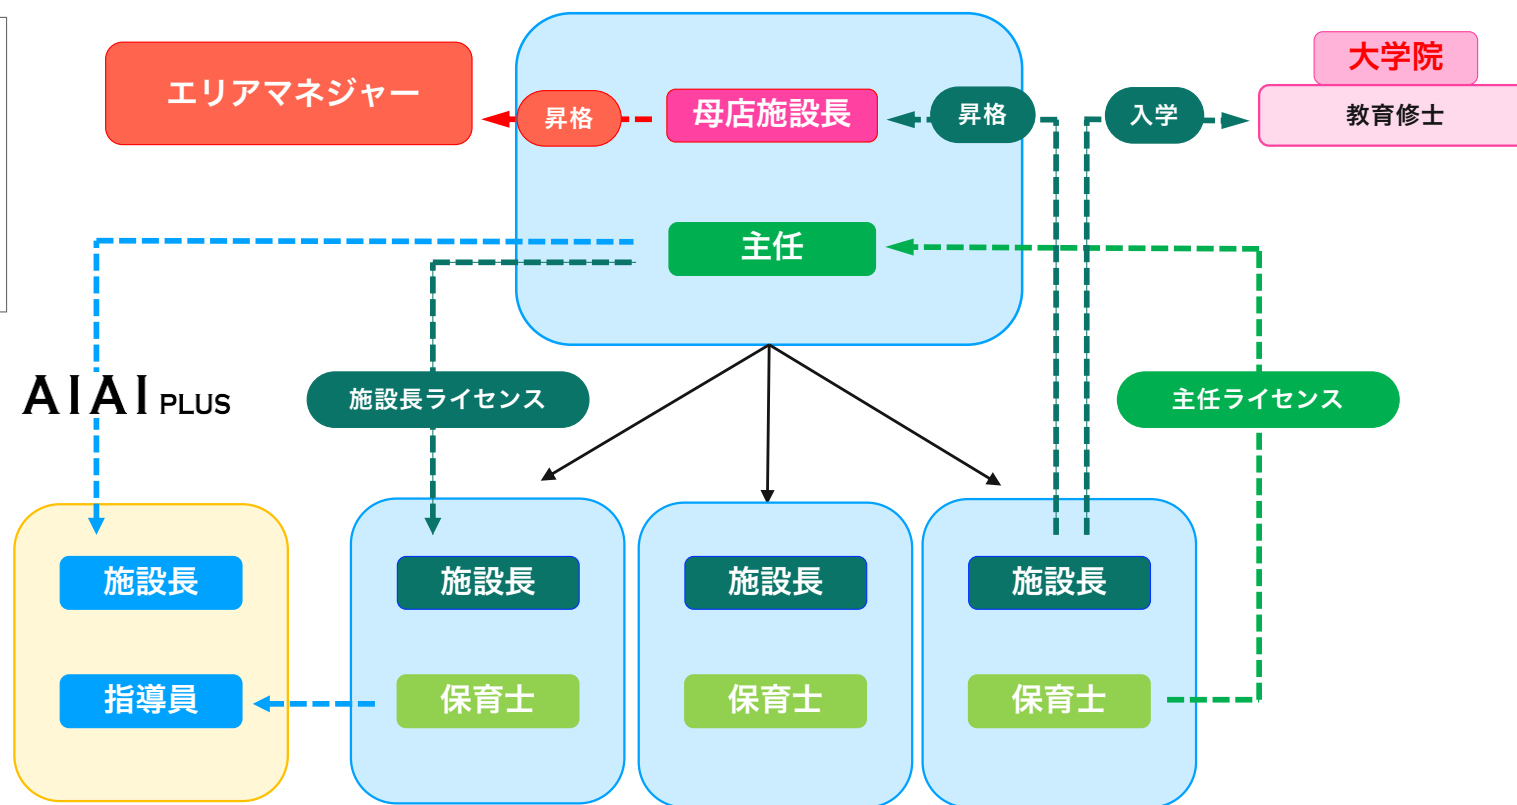 大学院
エリアマネジャー
昇格
母店施設長
昇格
入学
教育修士
主任
AIAI PLUS
施設長ライセンス
主任ライセンス
施設長
施設長
施設長
施設長
指導員
保育士
保育士
保育士